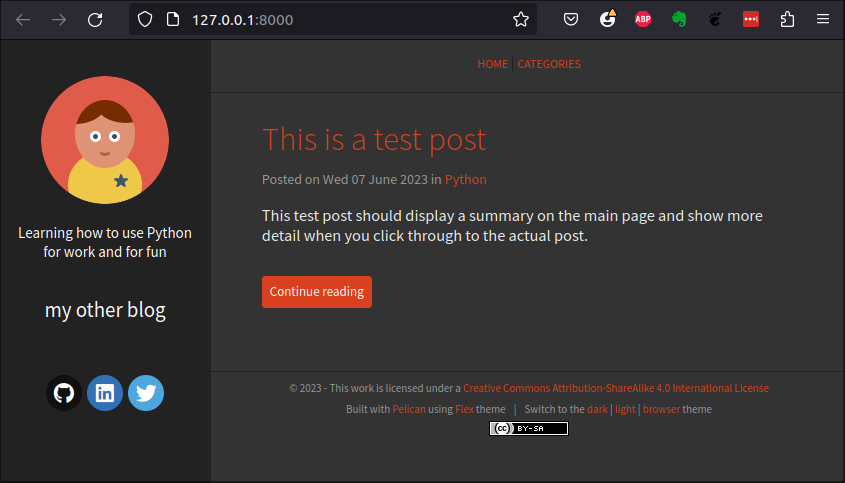 127.0.0.1:8000
ABP
HOME | CATEGORIES
Learning how to use Python
for work and for fun
my other blog
in
This is a test post
Posted on Wed 07 June 2023 in Python
This test post should display a summary on the main page and show more
detail when you click through to the actual post.
Continue reading
© 2023 - This work is licensed under a Creative Commons Attribution-ShareAlike 4.0 International License
Built with Pelican using Flex theme | Switch to the dark | light | browser theme
cc BY-SA